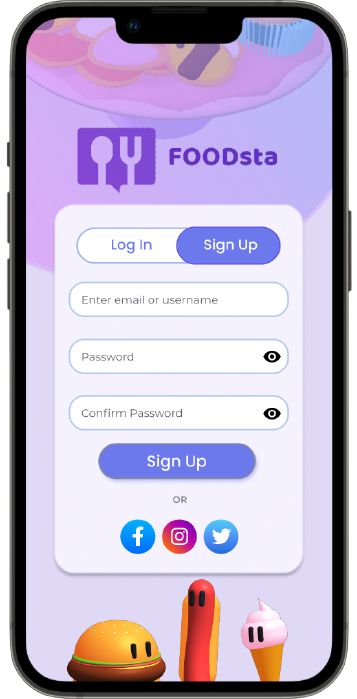 FOODsta
Log In
Sign Up
Enter email or username
Password
Confirm Password
Sign Up
OR